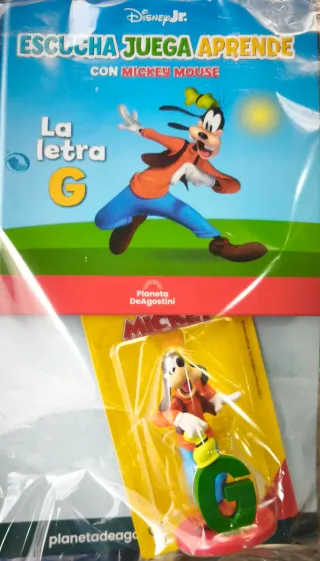 Disney Jr.
ESCUCHA JUEGA APRENDE
CON MICKEY MOUSE
La
letra
G
Planeta
DeAgostini
MICKEY
G
planetadeago